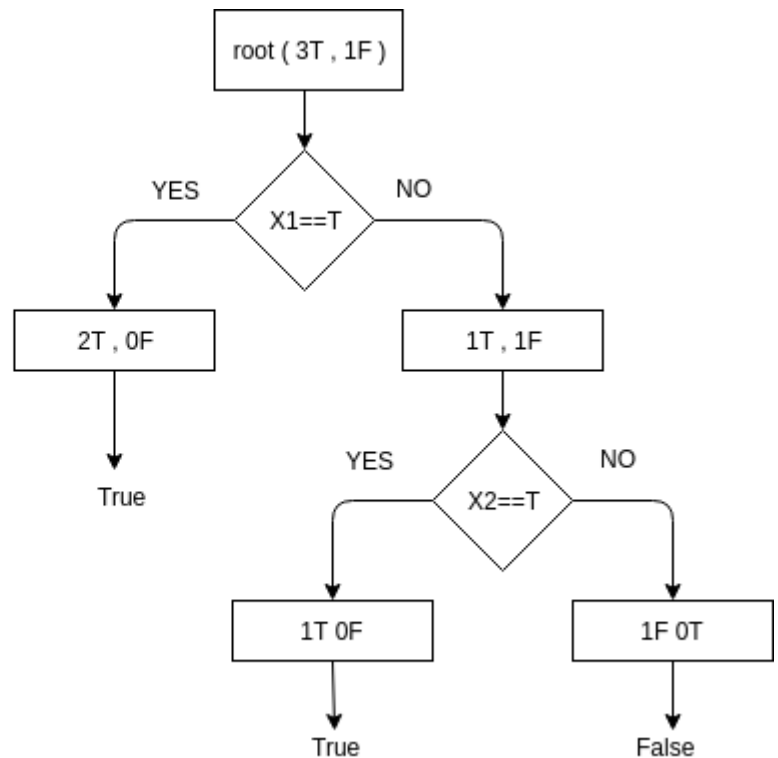 root ( 3T , 1F )
YES
NO
X1==T
2T , 0F
1T , 1F
YES
NO
True
X2==T
1T 0F
1F 0T
True
False